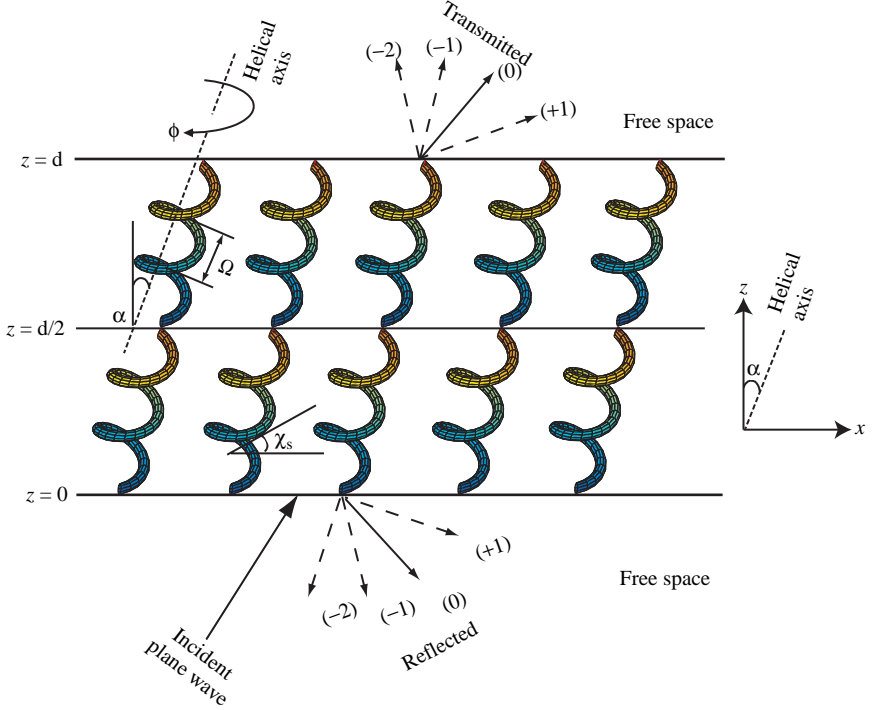 Transmitted
Helical
axis
(−2)
(−1)
(0)
(+1)
ϕ
Free space
z = d
Ω
α
z = d/2
z
Helical
axis
α
x
χs
z = 0
(−2)
(−1)
(0)
(+1)
Reflected
Free space
Incident
plane wave